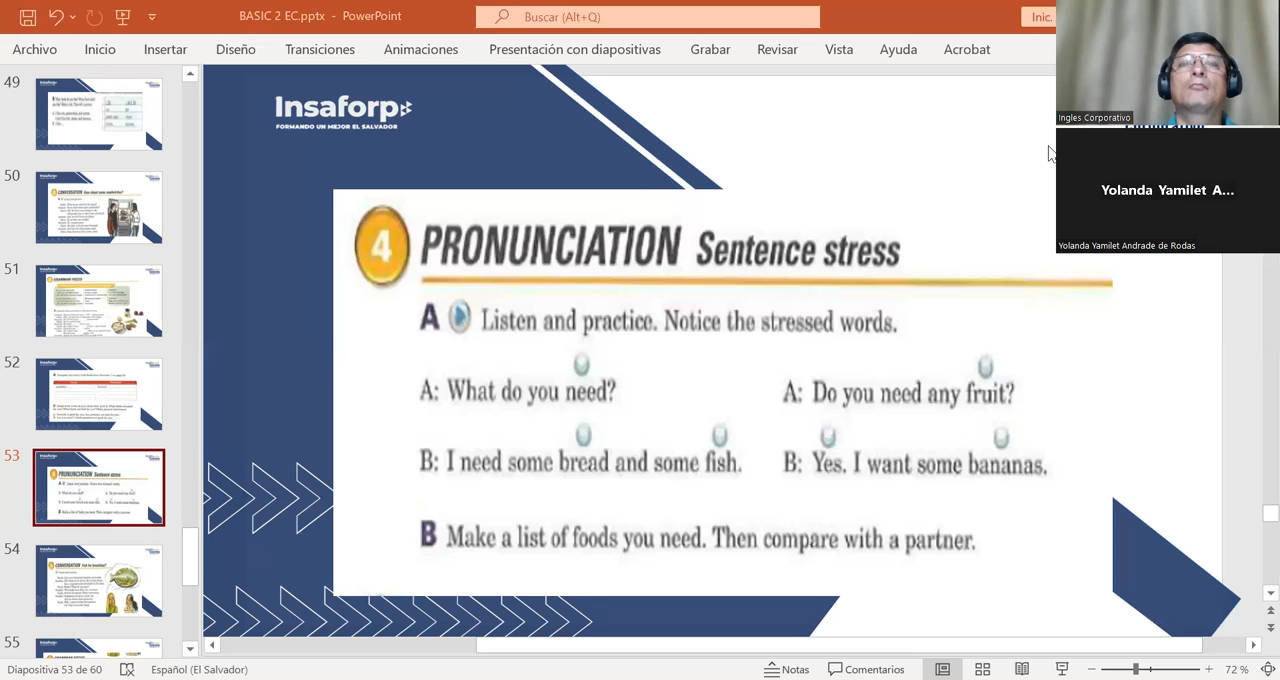 BASIC 2 EC.pptx - PowerPoint
Buscar (Alt+Q)
Inic.
Archivo Inicio Insertar Diseño Transiciones Animaciones Presentación con diapositivas Grabar Revisar Vista Ayuda Acrobat
Ingles Corporativo
Yolanda Yamilet A...
Yolanda Yamilet Andrade de Rodas
49
50
51
52
53
54
55
Insaforp
FORMANDO UN MEJOR EL SALVADOR
4 PRONUNCIATION Sentence stress
A Listen and practice. Notice the stressed words.
A: What do you need? A: Do you need any fruit?
B: I need some bread and some fish. B: Yes. I want some bananas.
B Make a list of foods you need. Then compare with a partner.
Diapositiva 53 de 60 Español (El Salvador) Notas Comentarios 72 %